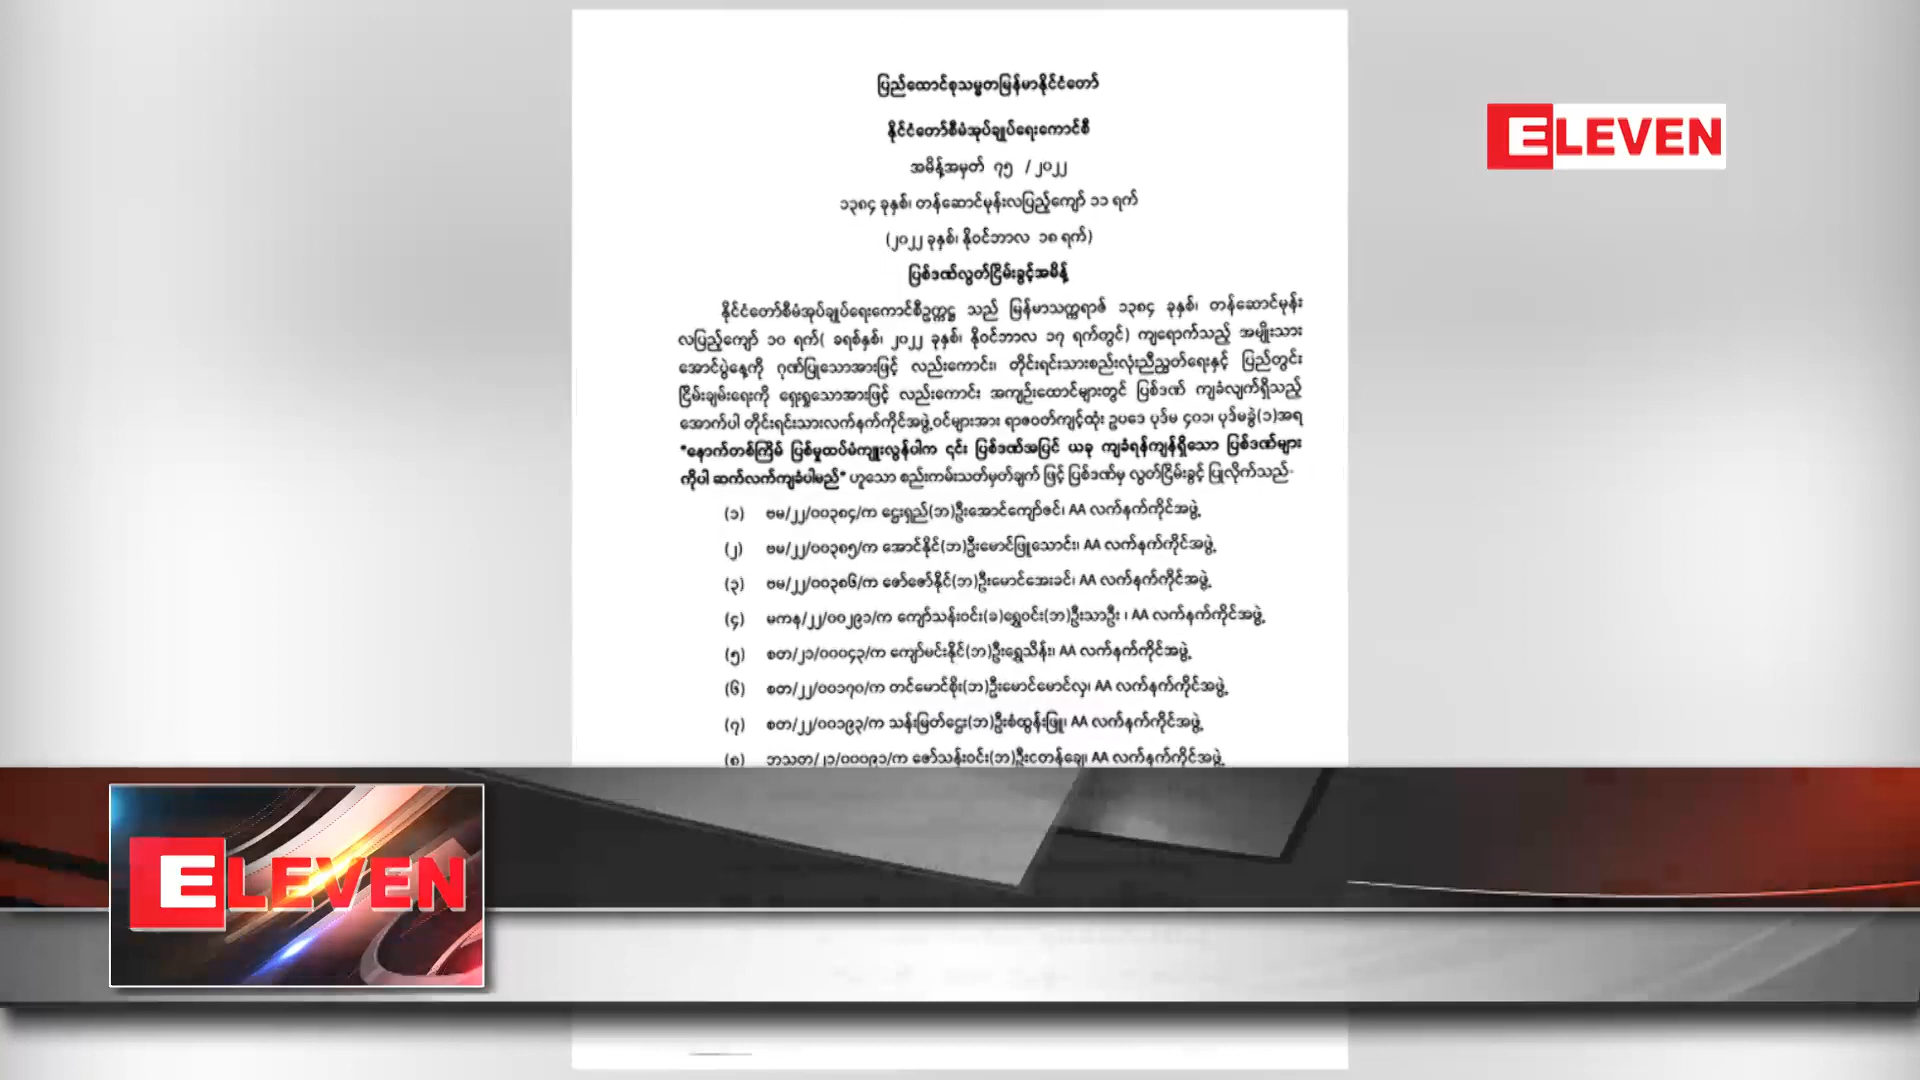 ပြည်ထောင်စုသမ္မတမြန်မာနိုင်ငံတော်
နိုင်ငံတော်စီမံအုပ်ချုပ်ရေးကောင်စီ
အမိန့်အမှတ် ၇၅ / ၂၀၂၂
၁၃၈၄ ခုနှစ်၊ တန်ဆောင်မုန်းလပြည့်ကျော် ၁၁ ရက်
(၂၀၂၂ ခုနှစ်၊ နိုဝင်ဘာလ ၁၈ ရက်)
ပြစ်ဒဏ်လွတ်ငြိမ်းခွင့်အမိန့်
နိုင်ငံတော်စီမံအုပ်ချုပ်ရေးကောင်စီဥက္ကဋ္ဌ သည် မြန်မာသက္ကရာဇ် ၁၃၈၄ ခုနှစ်၊ တန်ဆောင်မုန်း
လပြည့်ကျော် ၁၀ ရက်( ခရစ်နှစ်၊ ၂၀၂၂ ခုနှစ်၊ နိုဝင်ဘာလ ၁၇ ရက်တွင်) ကျရောက်သည့် အမျိုးသား
အောင်ပွဲနေ့ကို ဂုဏ်ပြုသောအားဖြင့် လည်းကောင်း၊ တိုင်းရင်းသားစည်းလုံးညီညွတ်ရေးနှင့် ပြည်တွင်း
ငြိမ်းချမ်းရေးကို ရှေးရှုသောအားဖြင့် လည်းကောင်း အကျဉ်းထောင်များတွင် ပြစ်ဒဏ် ကျခံလျက်ရှိသည့်
အောက်ပါ တိုင်းရင်းသားလက်နက်ကိုင်အဖွဲ့ဝင်များအား ရာဇဝတ်ကျင့်ထုံး ဥပဒေ ပုဒ်မ ၄၀၁၊ ပုဒ်မခွဲ(၁)အရ
"နောက်တစ်ကြိမ် ပြစ်မှုထပ်မံကျူးလွန်ပါက ၎င်း ပြစ်ဒဏ်အပြင် ယခု ကျခံရန်ကျန်ရှိသော ပြစ်ဒဏ်များ
ကိုပါ ဆက်လက်ကျခံပါမည်" ဟူသော စည်းကမ်းသတ်မှတ်ချက် ဖြင့် ပြစ်ဒဏ်မှ လွတ်ငြိမ်းခွင့် ပြုလိုက်သည်-
(၁) ဗမ/၂၂/၀၀၃၈၄/က ဌေးရှည်(ဘ)ဦးအောင်ကျော်ဇင်၊ AA လက်နက်ကိုင်အဖွဲ့
(၂) ဗမ/၂၂/၀၀၃၈၅/က အောင်နိုင်(ဘ)ဦးမောင်ဖြူသောင်း၊ AA လက်နက်ကိုင်အဖွဲ့
(၃) ဗမ/၂၂/၀၀၃၈၆/က ဇော်ဇော်နိုင်(ဘ)ဦးမောင်အေးခင်၊ AA လက်နက်ကိုင်အဖွဲ့
(၄) မကန/၂၂/၀၀၂၉၁/က ကျော်သန်းဝင်း(ခ)ရွှေဝင်း(ဘ)ဦးသာဦး ၊ AA လက်နက်ကိုင်အဖွဲ့
(၅) စတ/၂၁/၀၀၀၄၃/က ကျော်မင်းနိုင်(ဘ)ဦးရွှေသိန်း၊ AA လက်နက်ကိုင်အဖွဲ့
(၆) စတ/၂၂/၀၀၁၇၀/က တင်မောင်စိုး(ဘ)ဦးမောင်မောင်လှ၊ AA လက်နက်ကိုင်အဖွဲ့
(၇) စတ/၂၂/၀၀၁၉၃/က သန်းမြတ်ဌေး(ဘ)ဦးစံထွန်းဖြူ၊ AA လက်နက်ကိုင်အဖွဲ့
(၈) ဘသတ/၂၁/၀၀၀၉၁/က ဇော်သန်းဝင်း(ဘ)ဦးငတန်ချေ၊ AA လက်နက်ကိုင်အဖွဲ့
ELEVEN
ELEVEN